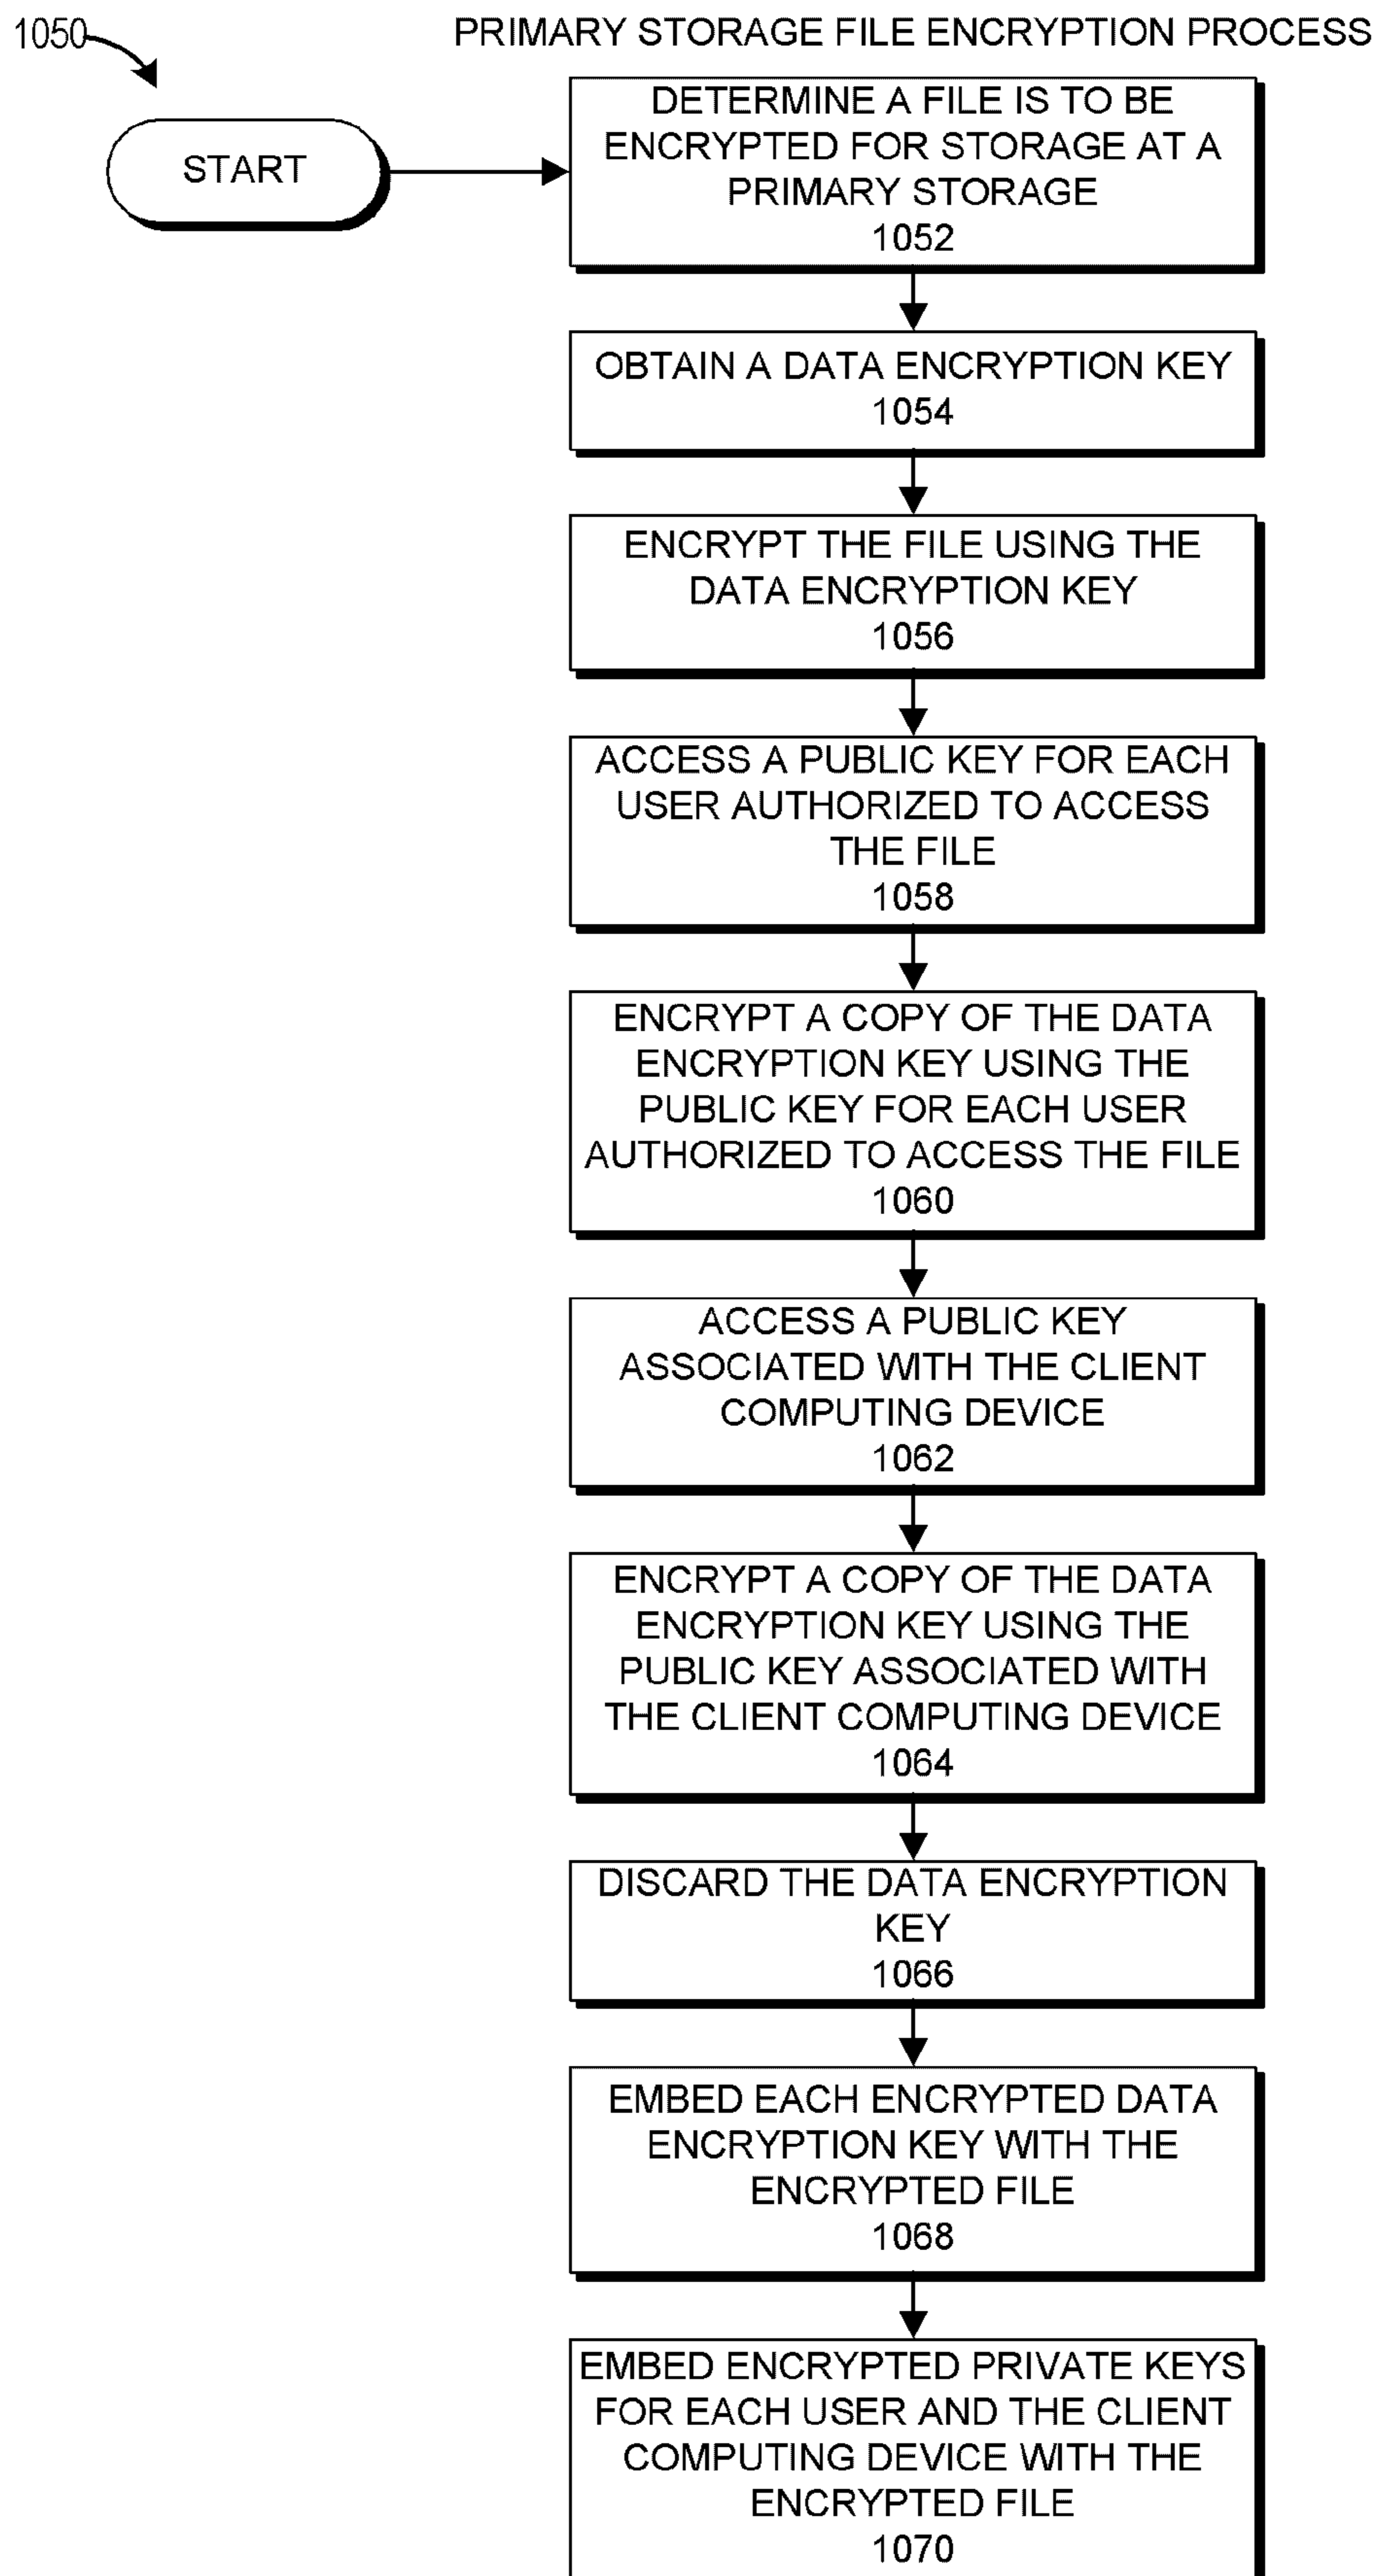 1050
PRIMARY STORAGE FILE ENCRYPTION PROCESS
START
DETERMINE A FILE IS TO BE
ENCRYPTED FOR STORAGE AT A
PRIMARY STORAGE
1052
OBTAIN A DATA ENCRYPTION KEY
1054
ENCRYPT THE FILE USING THE
DATA ENCRYPTION KEY
1056
ACCESS A PUBLIC KEY FOR EACH
USER AUTHORIZED TO ACCESS
THE FILE
1058
ENCRYPT A COPY OF THE DATA
ENCRYPTION KEY USING THE
PUBLIC KEY FOR EACH USER
AUTHORIZED TO ACCESS THE FILE
1060
ACCESS A PUBLIC KEY
ASSOCIATED WITH THE CLIENT
COMPUTING DEVICE
1062
ENCRYPT A COPY OF THE DATA
ENCRYPTION KEY USING THE
PUBLIC KEY ASSOCIATED WITH
THE CLIENT COMPUTING DEVICE
1064
DISCARD THE DATA ENCRYPTION
KEY
1066
EMBED EACH ENCRYPTED DATA
ENCRYPTION KEY WITH THE
ENCRYPTED FILE
1068
EMBED ENCRYPTED PRIVATE KEYS
FOR EACH USER AND THE CLIENT
COMPUTING DEVICE WITH THE
ENCRYPTED FILE
1070